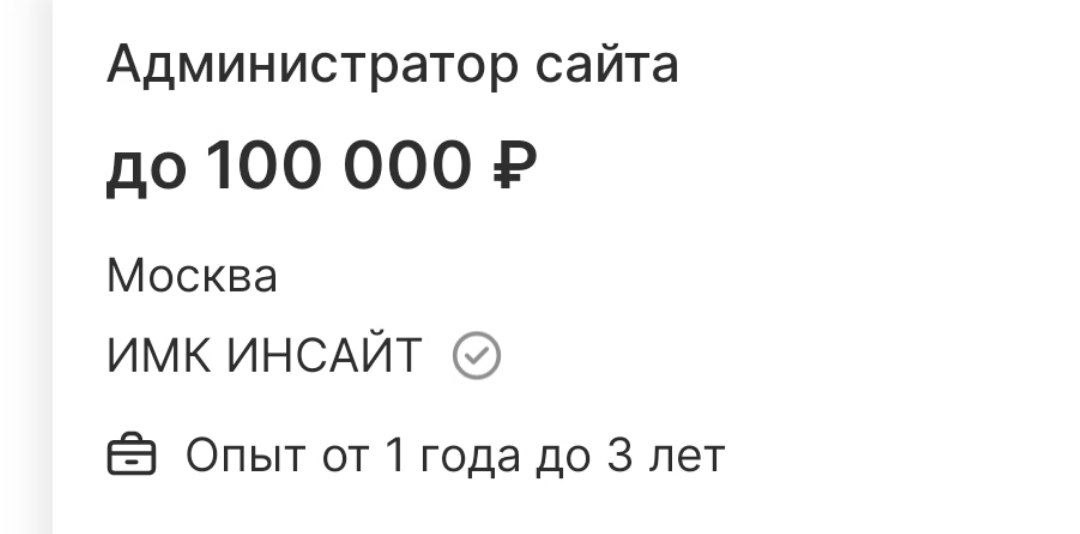 Администратор сайта
до 100 000 ₽
Москва
ИМК ИНСАЙТ
Опыт от 1 года до 3 лет